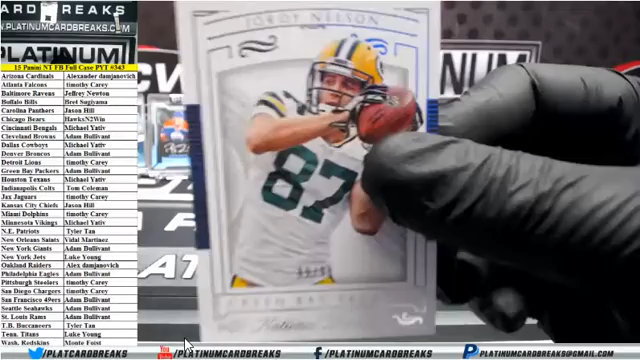 PLATINUMCARDBREAKS
PLATINUM
WWW.PLATINUMCARDBREAKS.COM
15 Panini NT FB Full Case PYT #343
Arizona Cardinals Alexander damjanovich
Atlanta Falcons timothy Carey
Baltimore Ravens Jeffrey Newton
Buffalo Bills Bret Sugiyama
Carolina Panthers Jason Hill
Chicago Bears HawksN2Win
Cincinnati Bengals Michael Yativ
Cleveland Browns Adam Bullivant
Dallas Cowboys Michael Yativ
Denver Broncos Adam Bullivant
Detroit Lions timothy Carey
Green Bay Packers Adam Bullivant
Houston Texans Michael Yativ
Indianapolis Colts Tom Coleman
Jax Jaguars timothy Carey
Kansas City Chiefs Jason Hill
Miami Dolphins timothy Carey
Minnesota Vikings Michael Yativ
N.E. Patriots Tyler Tan
New Orleans Saints Vidal Martinez
New York Giants Adam Bullivant
New York Jets Luke Young
Oakland Raiders Alex damjanovich
Philadelphia Eagles Adam Bullivant
Pittsburg Steelers timothy Carey
San Diego Chargers timothy Carey
San Francisco 49ers Adam Bullivant
Seattle Seahawks Adam Bullivant
St. Louis Rams Adam Bullivant
T.B. Buccaneers Tyler Tan
Tenn. Titans Luke Young
Wash. Redskins Monte Foist
JORDY NELSON
87
/PLATCARDBREAKS
/PLATINUMCARDBREAKS
/PLATINUMCARDBREAKS
/PLATINUMCARDBREAKS@GMAIL.COM